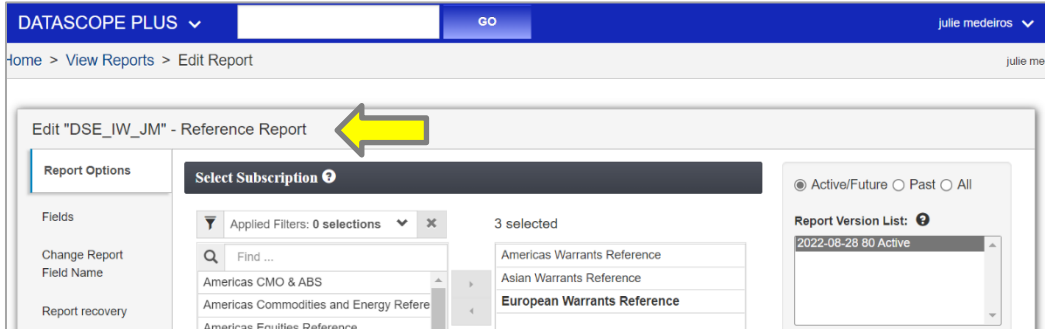 DATASCOPE PLUS
GO
julie medeiros
Home > View Reports > Edit Report
julie me
Edit "DSE_IW_JM" - Reference Report
Report Options
Fields
Change Report
Field Name
Report recovery
Select Subscription ?
Applied Filters: 0 selections
Find ...
Americas CMO & ABS
Americas Commodities and Energy Refere
Americas Equities Reference
3 selected
Americas Warrants Reference
Asian Warrants Reference
European Warrants Reference
Active/Future Past All
Report Version List: ?
2022-08-28 80 Active